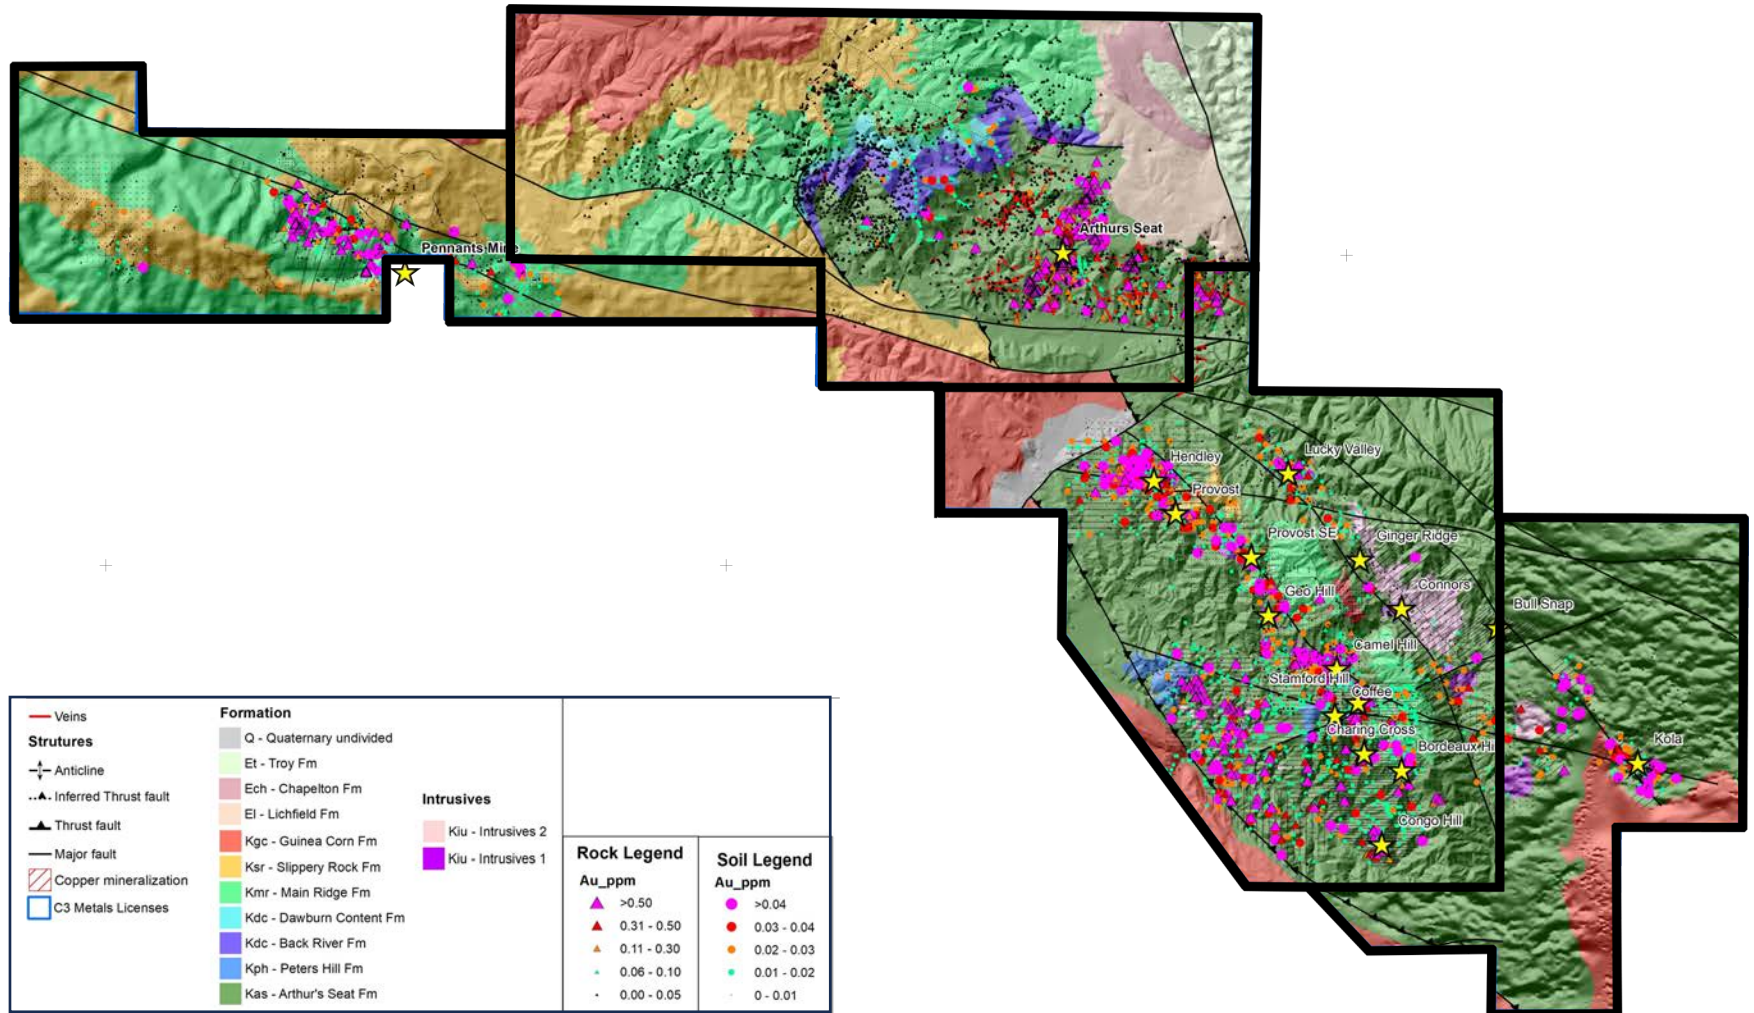 Pennants Mine
Arthurs Seat
Hendley
Lucky Valley
Provost
Provost SE
Ginger Ridge
Geo Hill
Connors
Bull Snap
Camel Hill
Stamford Hill
Coffee
Charing Cross
Bordeaux Hi
Kola
Congo Hill
Veins
Strutures
Anticline
Inferred Thrust fault
Thrust fault
Major fault
Copper mineralization
C3 Metals Licenses
Formation
Q - Quaternary undivided
Et - Troy Fm
Ech - Chapelton Fm
El - Lichfield Fm
Kgc - Guinea Corn Fm
Ksr - Slippery Rock Fm
Kmr - Main Ridge Fm
Kdc - Dawburn Content Fm
Kdc - Back River Fm
Kph - Peters Hill Fm
Kas - Arthur's Seat Fm
Intrusives
Kiu - Intrusives 2
Kiu - Intrusives 1
Rock Legend
Au_ppm
>0.50
0.31 - 0.50
0.11 - 0.30
0.06 - 0.10
0.00 - 0.05
Soil Legend
Au_ppm
>0.04
0.03 - 0.04
0.02 - 0.03
0.01 - 0.02
0 - 0.01